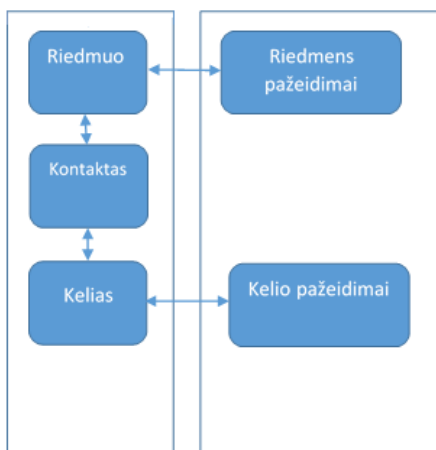 Riedmuo
Riedmens
pažeidimai
Kontaktas
Kelias
Kelio pažeidimai